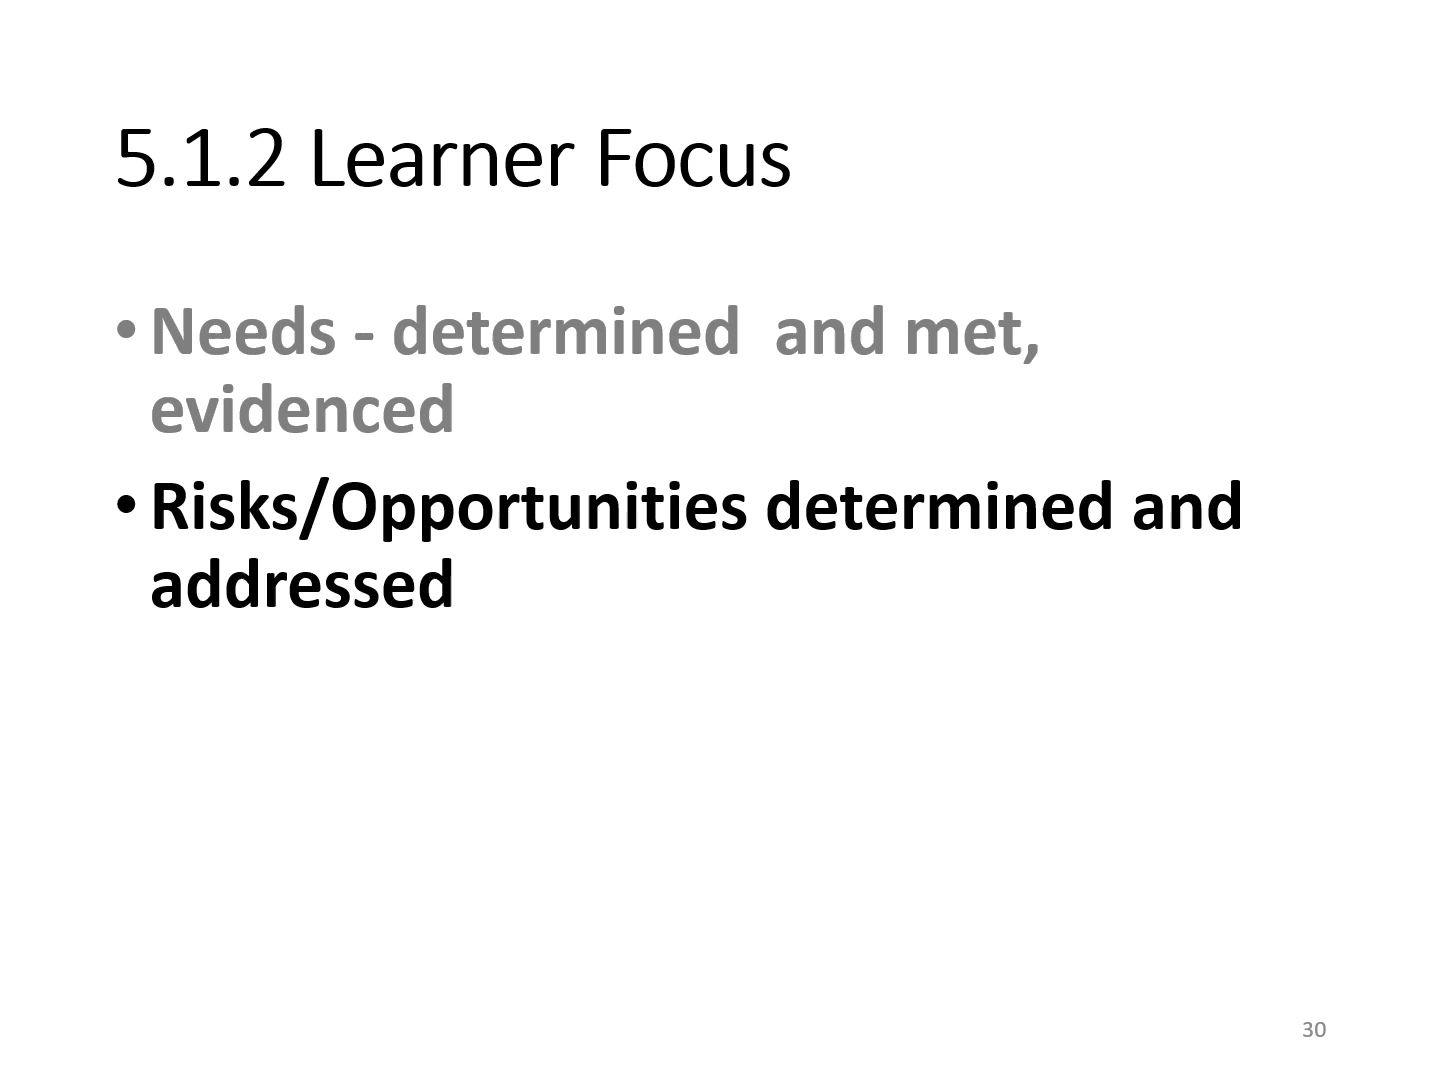 5.1.2 Learner Focus
• Needs - determined  and met,
evidenced
• Risks/Opportunities determined and
addressed
30